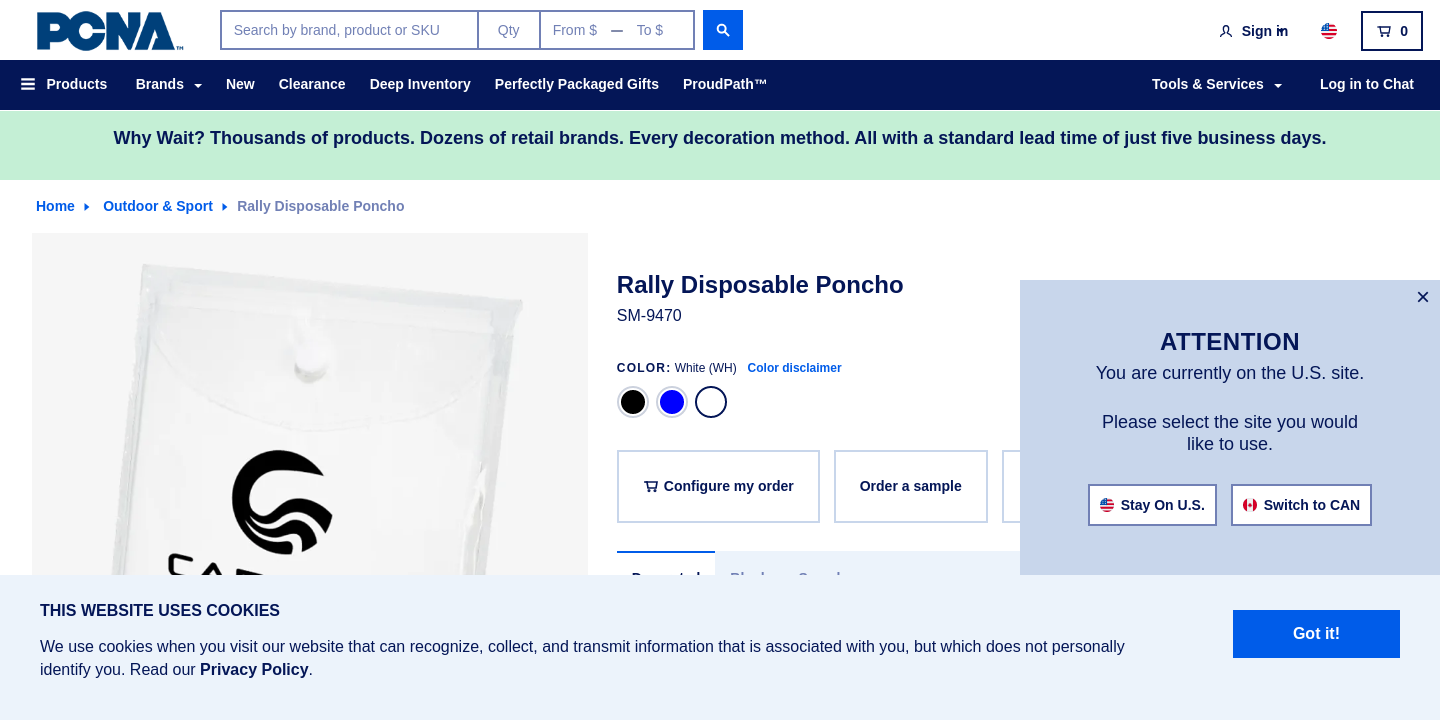 PCNA™
Search by brand, product or SKU
Qty
From $ — To $
Sign in
0
Products
Brands
New
Clearance
Deep Inventory
Perfectly Packaged Gifts
ProudPath™
Tools & Services
Log in to Chat
Why Wait? Thousands of products. Dozens of retail brands. Every decoration method. All with a standard lead time of just five business days.
Home
Outdoor & Sport
Rally Disposable Poncho
Rally Disposable Poncho
SM-9470
COLOR: White (WH) Color disclaimer
Configure my order
Order a sample
×
ATTENTION
You are currently on the U.S. site.
Please select the site you would
like to use.
Stay On U.S.
Switch to CAN
THIS WEBSITE USES COOKIES
We use cookies when you visit our website that can recognize, collect, and transmit information that is associated with you, but which does not personally
identify you. Read our Privacy Policy.
Got it!